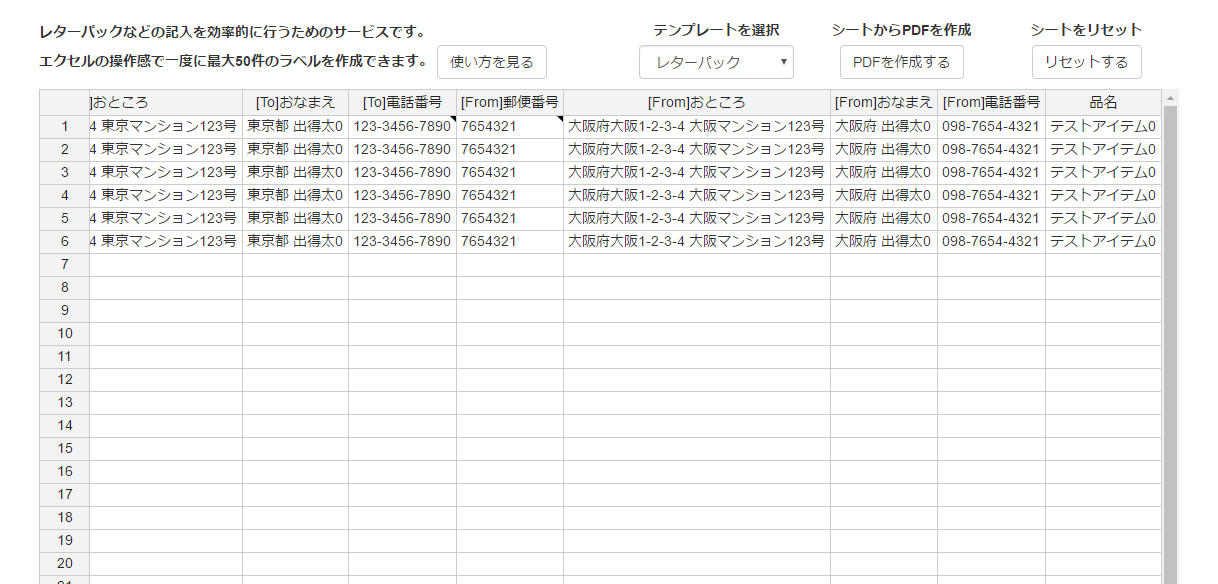 レターパックなどの記入を効率的に行うためのサービスです。
エクセルの操作感で一度に最大50件のラベルを作成できます。 使い方を見る
テンプレートを選択
レターパック
シートからPDFを作成
PDFを作成する
シートをリセット
リセットする
]おところ [To]おなまえ [To]電話番号 [From]郵便番号 [From]おところ [From]おなまえ [From]電話番号 品名
1 4 東京マンション123号 東京都 出得太0 123-3456-7890 7654321 大阪府大阪1-2-3-4 大阪マンション123号 大阪府 出得太0 098-7654-4321 テストアイテム0
2 4 東京マンション123号 東京都 出得太0 123-3456-7890 7654321 大阪府大阪1-2-3-4 大阪マンション123号 大阪府 出得太0 098-7654-4321 テストアイテム0
3 4 東京マンション123号 東京都 出得太0 123-3456-7890 7654321 大阪府大阪1-2-3-4 大阪マンション123号 大阪府 出得太0 098-7654-4321 テストアイテム0
4 4 東京マンション123号 東京都 出得太0 123-3456-7890 7654321 大阪府大阪1-2-3-4 大阪マンション123号 大阪府 出得太0 098-7654-4321 テストアイテム0
5 4 東京マンション123号 東京都 出得太0 123-3456-7890 7654321 大阪府大阪1-2-3-4 大阪マンション123号 大阪府 出得太0 098-7654-4321 テストアイテム0
6 4 東京マンション123号 東京都 出得太0 123-3456-7890 7654321 大阪府大阪1-2-3-4 大阪マンション123号 大阪府 出得太0 098-7654-4321 テストアイテム0
7
8
9
10
11
12
13
14
15
16
17
18
19
20